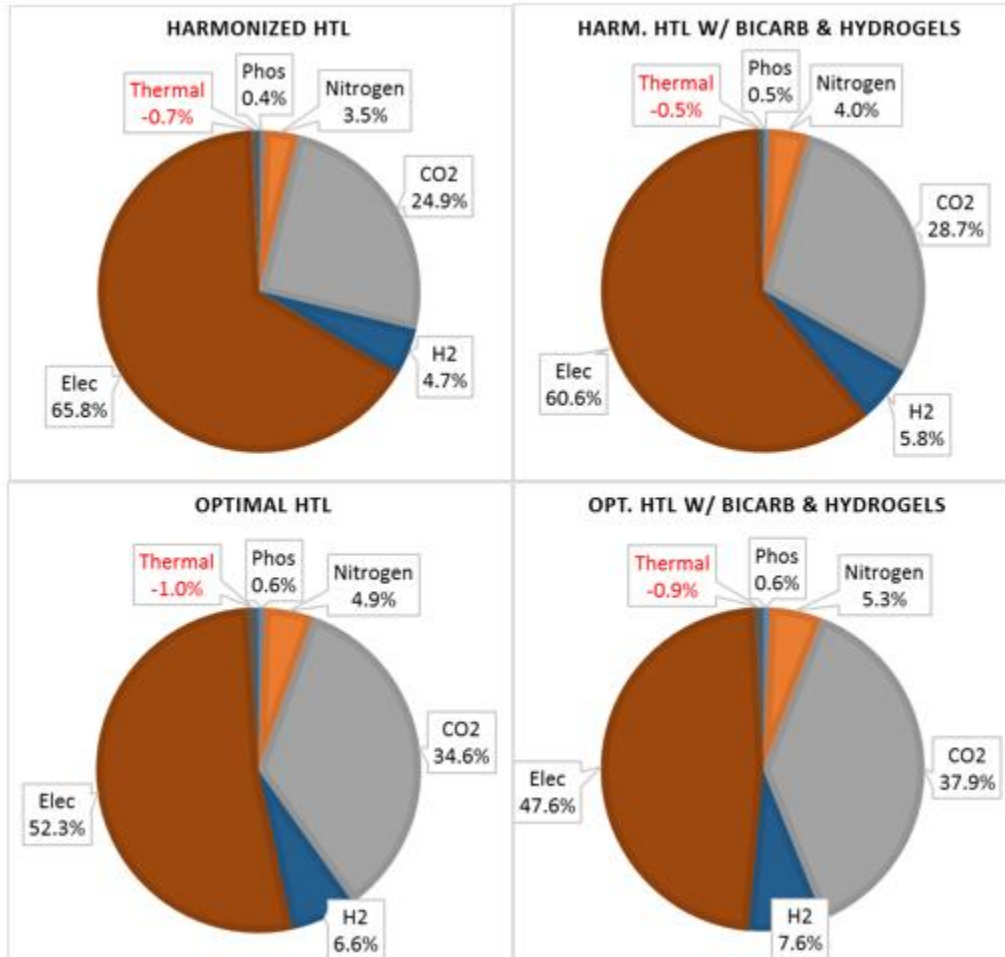 HARMONIZED HTL
Thermal
-0.7%
Phos
0.4%
Nitrogen
3.5%
CO2
24.9%
H2
4.7%
Elec
65.8%
HARM. HTL W/ BICARB & HYDROGELS
Thermal
-0.5%
Phos
0.5%
Nitrogen
4.0%
CO2
28.7%
H2
5.8%
Elec
60.6%
OPTIMAL HTL
Thermal
-1.0%
Phos
0.6%
Nitrogen
4.9%
CO2
34.6%
H2
6.6%
Elec
52.3%
OPT. HTL W/ BICARB & HYDROGELS
Thermal
-0.9%
Phos
0.6%
Nitrogen
5.3%
CO2
37.9%
H2
7.6%
Elec
47.6%